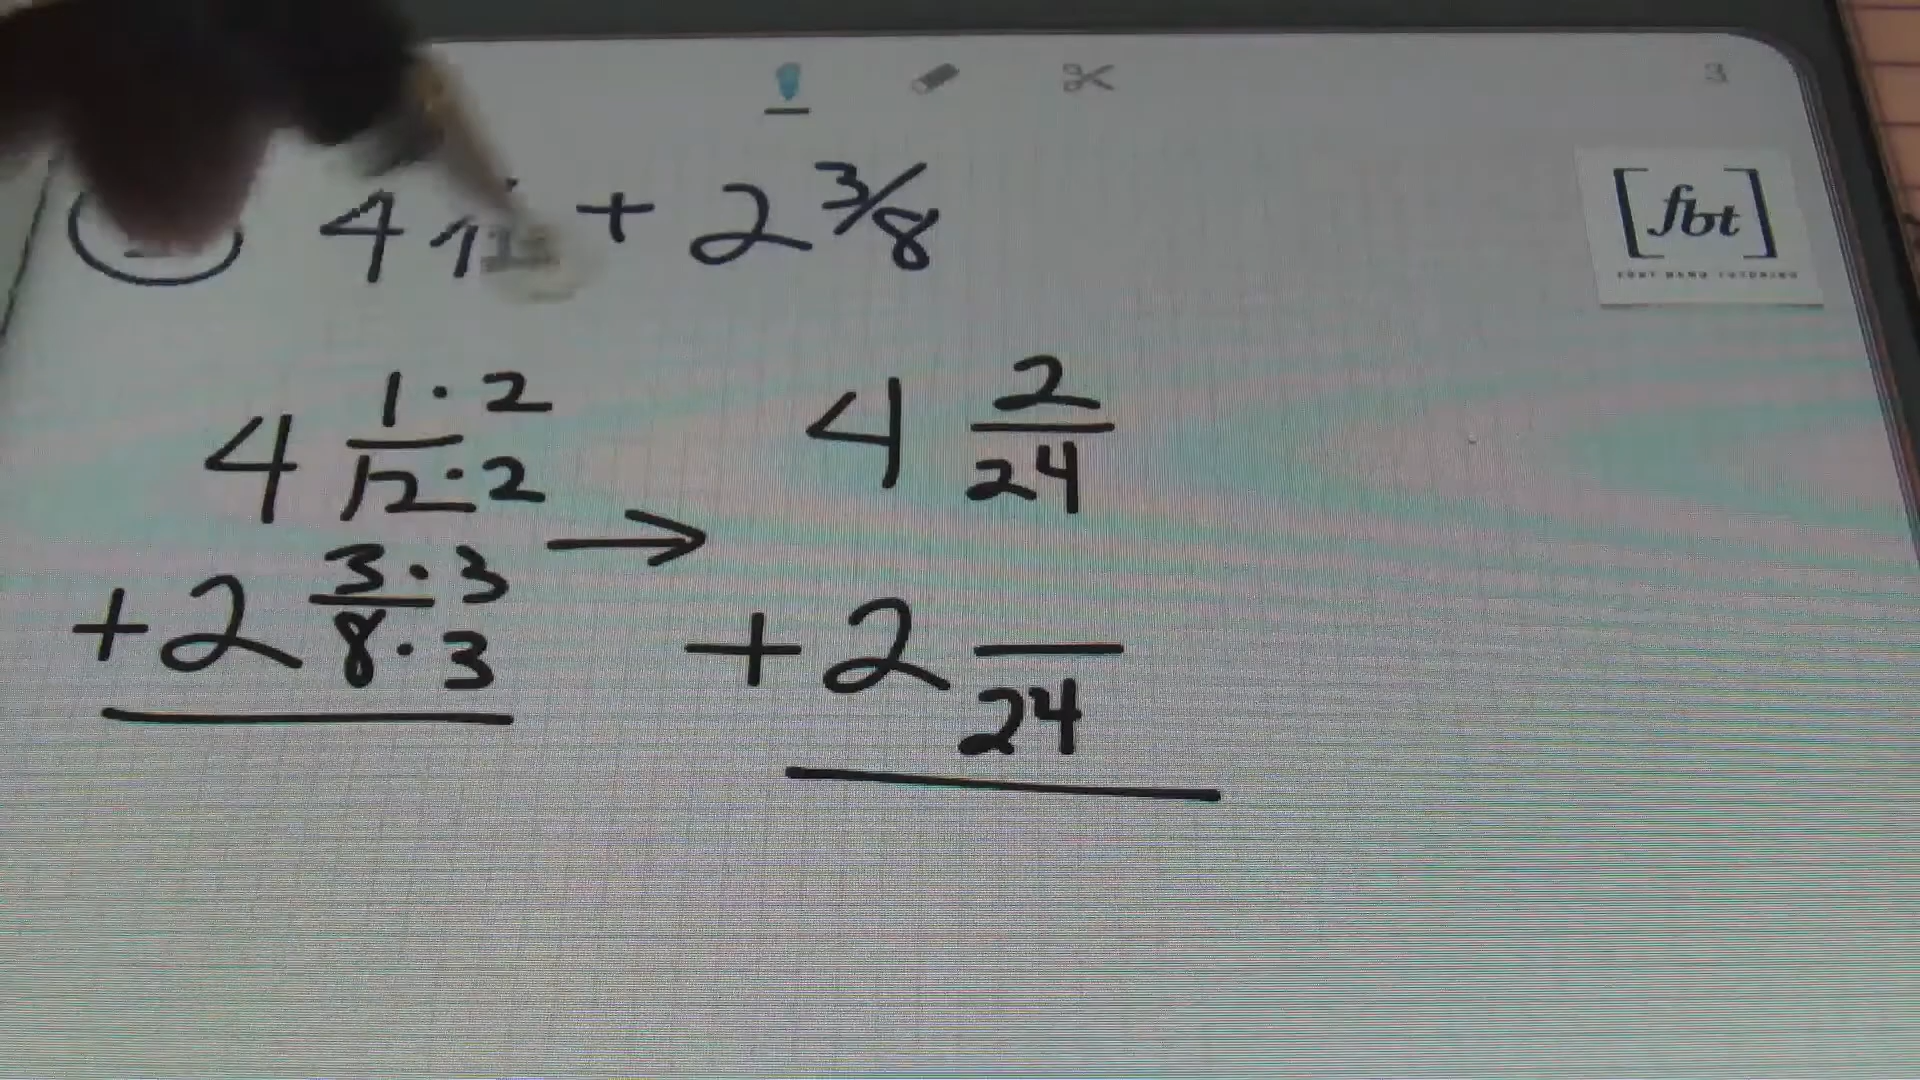 4 + 2 3/8
3
[fbt]
4 1·2/12·2 → 4 2/24
+2 3·3/8·3 +2 /24